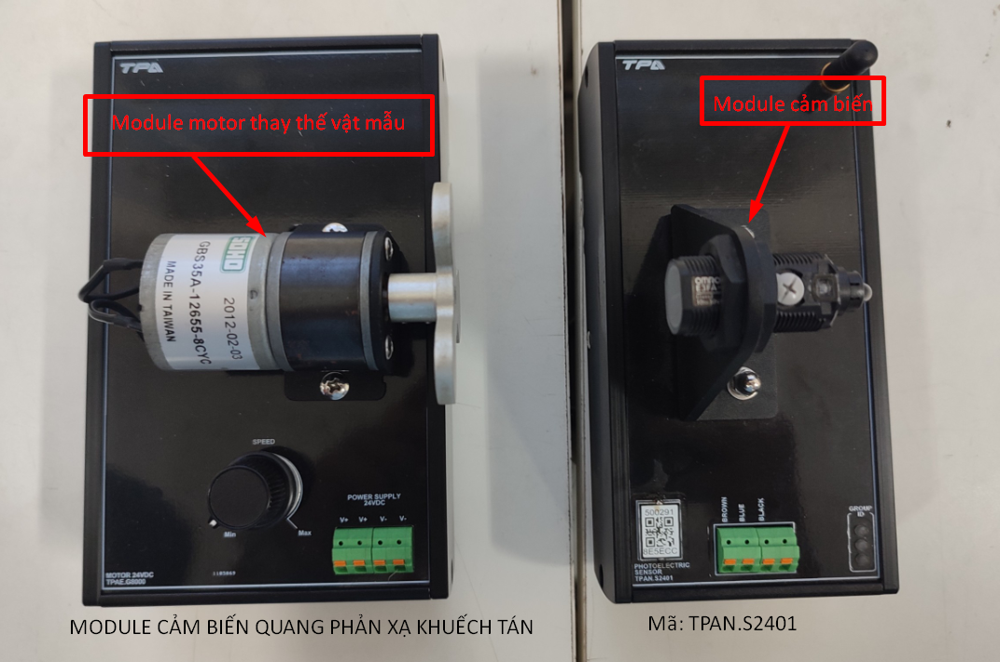 TPA
Module motor thay thế vật mẫu
SOHO
GBS35A-12655-8CYC
2012-02-03
MADE IN TAIWAN
SPEED
Min
Max
POWER SUPPLY
24VDC
V+ V+ V- V-
MOTOR 24VDC
TPAE.G8000
TPA
Module cảm biến
OMRON
500291
8E5ECC
PHOTOELECTRIC
SENSOR
TPAN.S2401
BROWN
BLUE
BLACK
GROUP
ID
MODULE CẢM BIẾN QUANG PHẢN XẠ KHUẾCH TÁN
Mã: TPAN.S2401